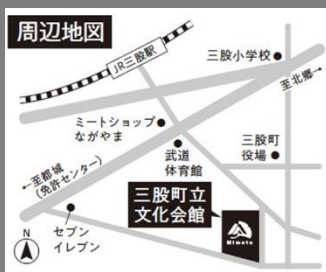 周辺地図
JR三股駅
三股小学校
至北郷→
ミートショップ
ながやま
武道
体育館
三股町
役場
←至都城
(免許センター)
三股町立
文化会館
Mimata
セブン
イレブン
N